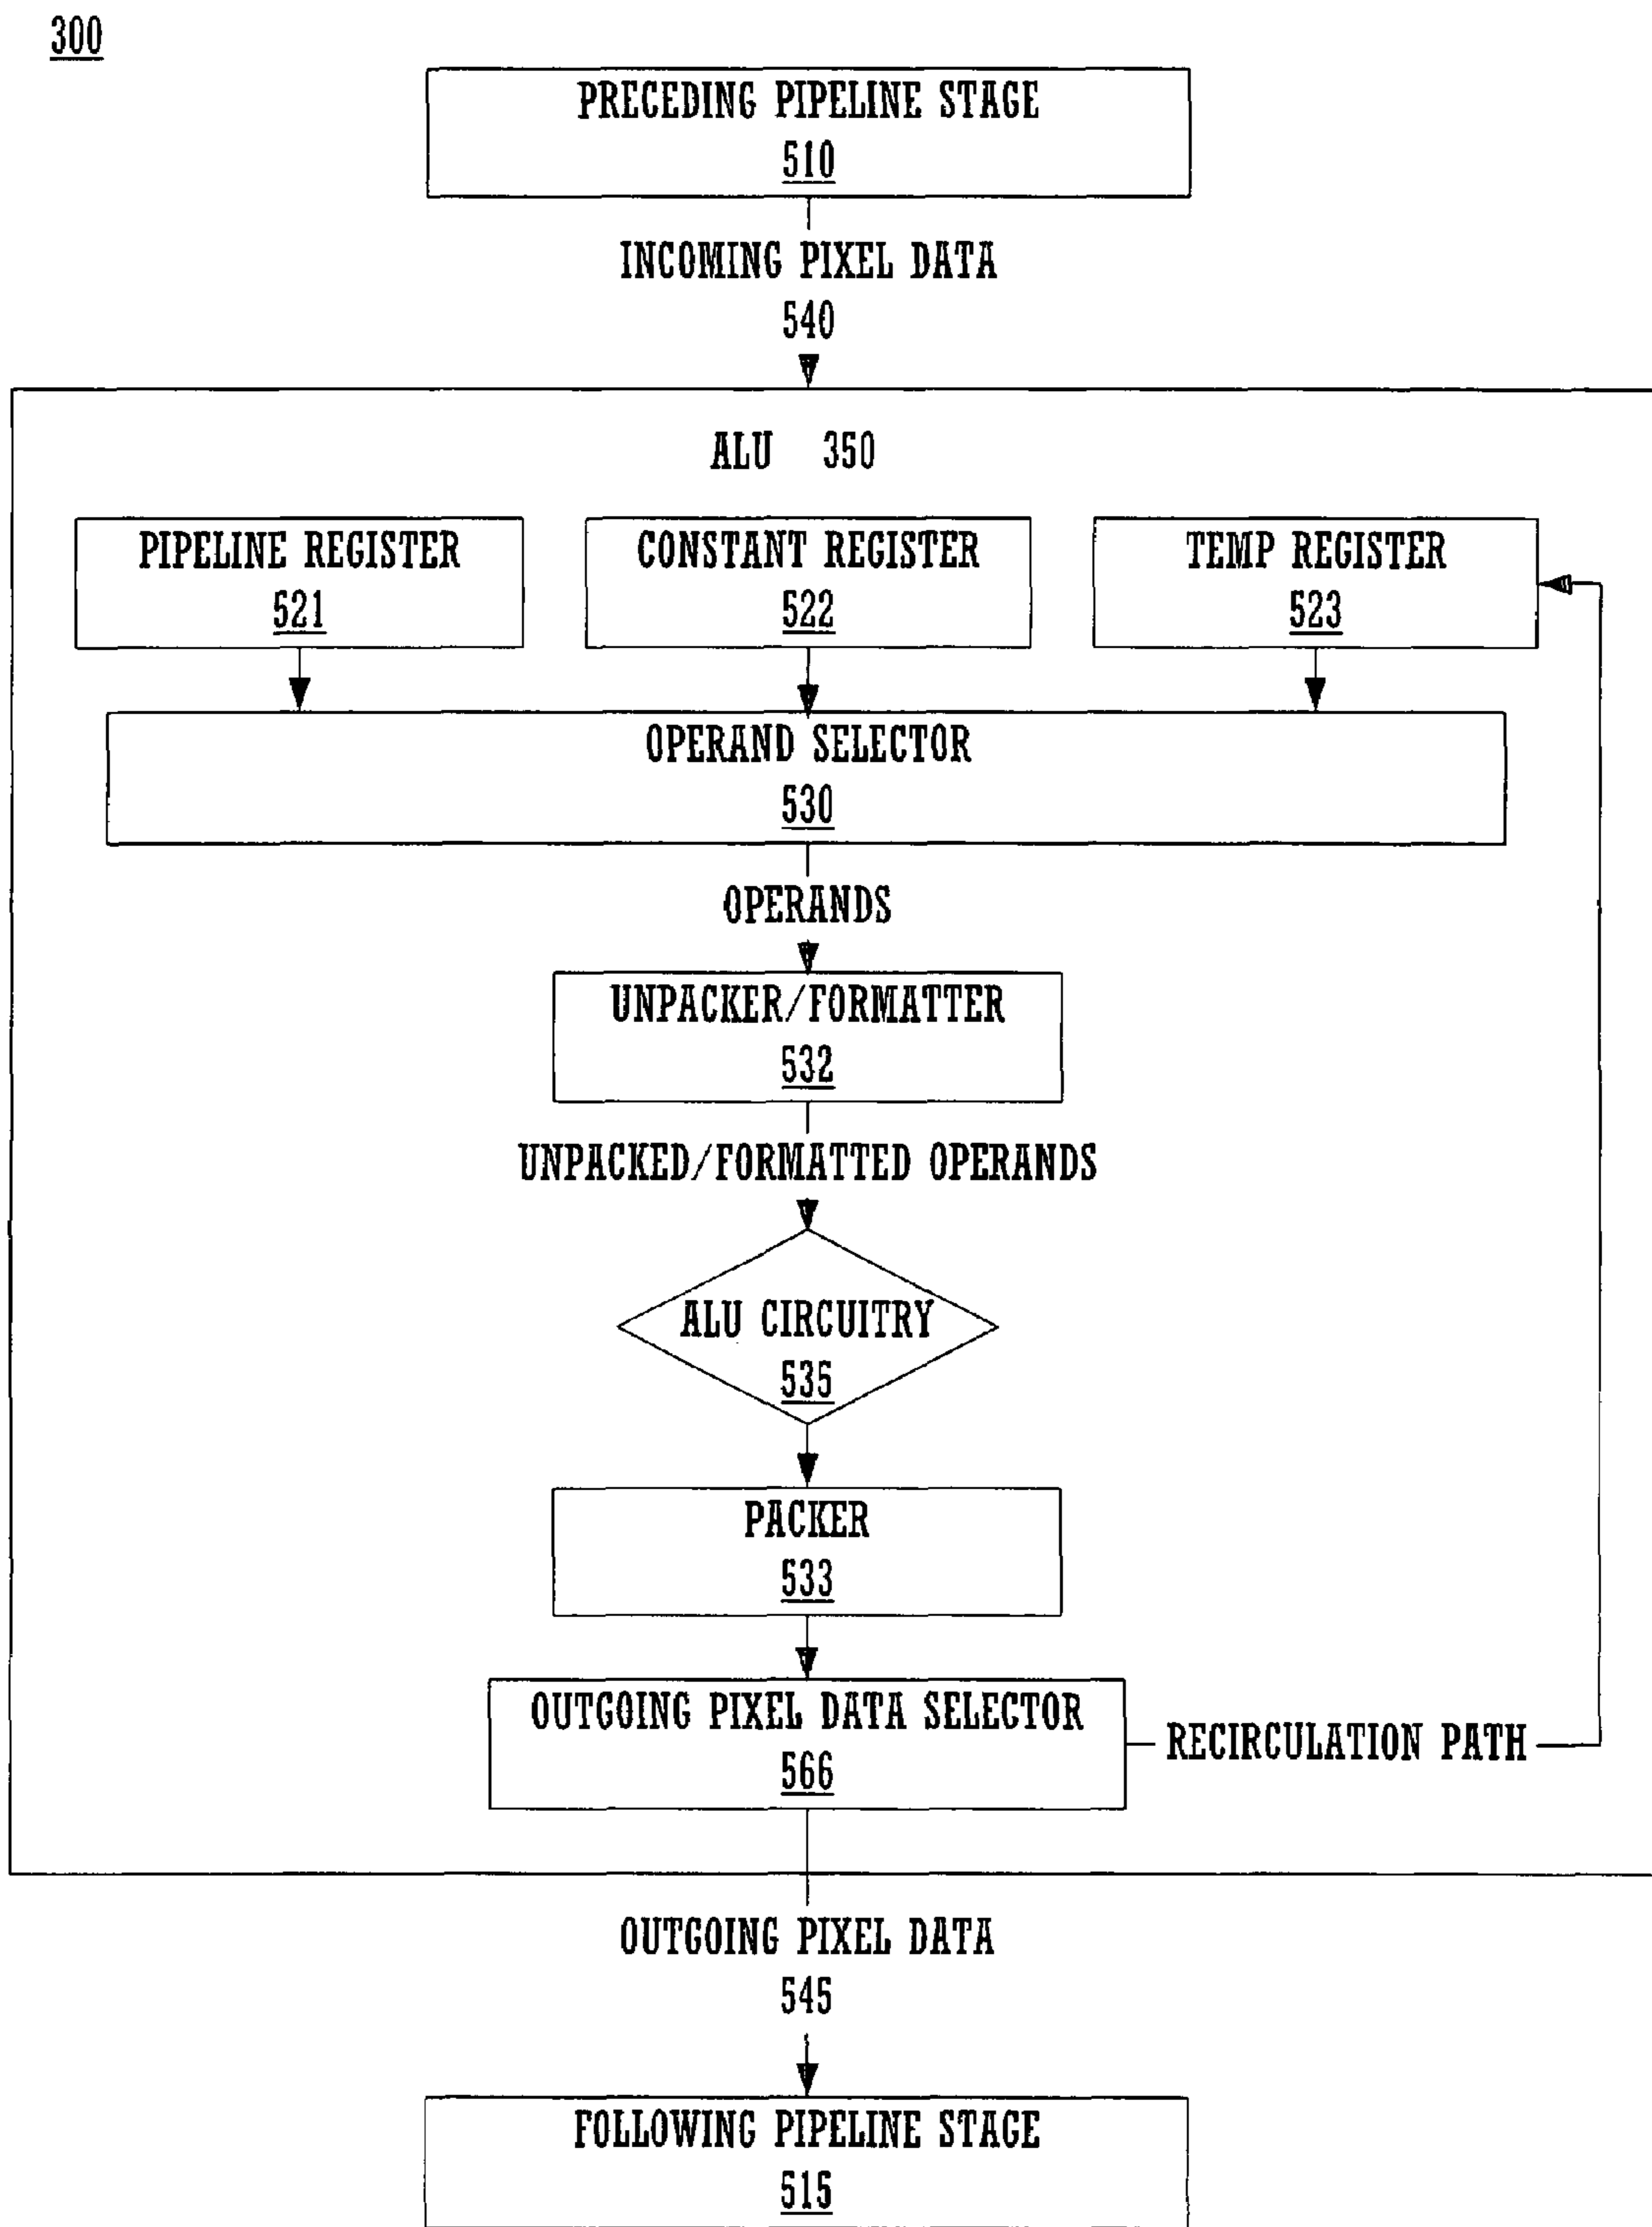 300
PRECEDING PIPELINE STAGE
510
INCOMING PIXEL DATA
540
ALU 350
PIPELINE REGISTER
521
CONSTANT REGISTER
522
TEMP REGISTER
523
OPERAND SELECTOR
530
OPERANDS
UNPACKER/FORMATTER
532
UNPACKED/FORMATTED OPERANDS
ALU CIRCUITRY
535
PACKER
533
OUTGOING PIXEL DATA SELECTOR
566
RECIRCULATION PATH
OUTGOING PIXEL DATA
545
FOLLOWING PIPELINE STAGE
515